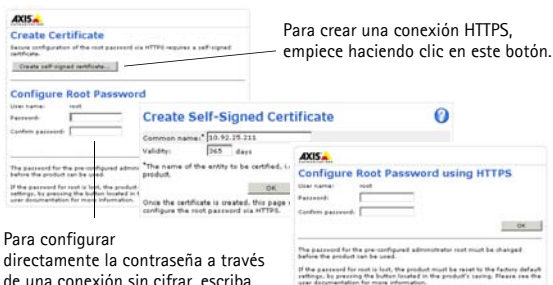 AXIS
Create Certificate
Secure configuration of the root password via HTTPS requires a self-signed
certificate.
Create self-signed certificate...
Configure Root Password
User name: root
Password:
Confirm password:
The password for the pre-configured admin
before the product can be used.
If the password for root is lost, the product
settings, by pressing the button located in t
user documentation for more information.
Para crear una conexión HTTPS,
empiece haciendo clic en este botón.
Create Self-Signed Certificate
?
Common name:* 10.92.25.211
Validity: 365 days
*The name of the entity to be certified, i.
product.
OK
Once the certificate is created, this page
configure the root password via HTTPS.
AXIS
Configure Root Password using HTTPS
User name: root
Password:
Confirm password:
OK
The password for the pre-configured administrator root must be changed
before the product can be used.
If the password for root is lost, the product must be reset to the factory default
settings, by pressing the button located in the product's casing. Please see the
user documentation for more information.
Para configurar
directamente la contraseña a través
de una conexión sin cifrar, escriba